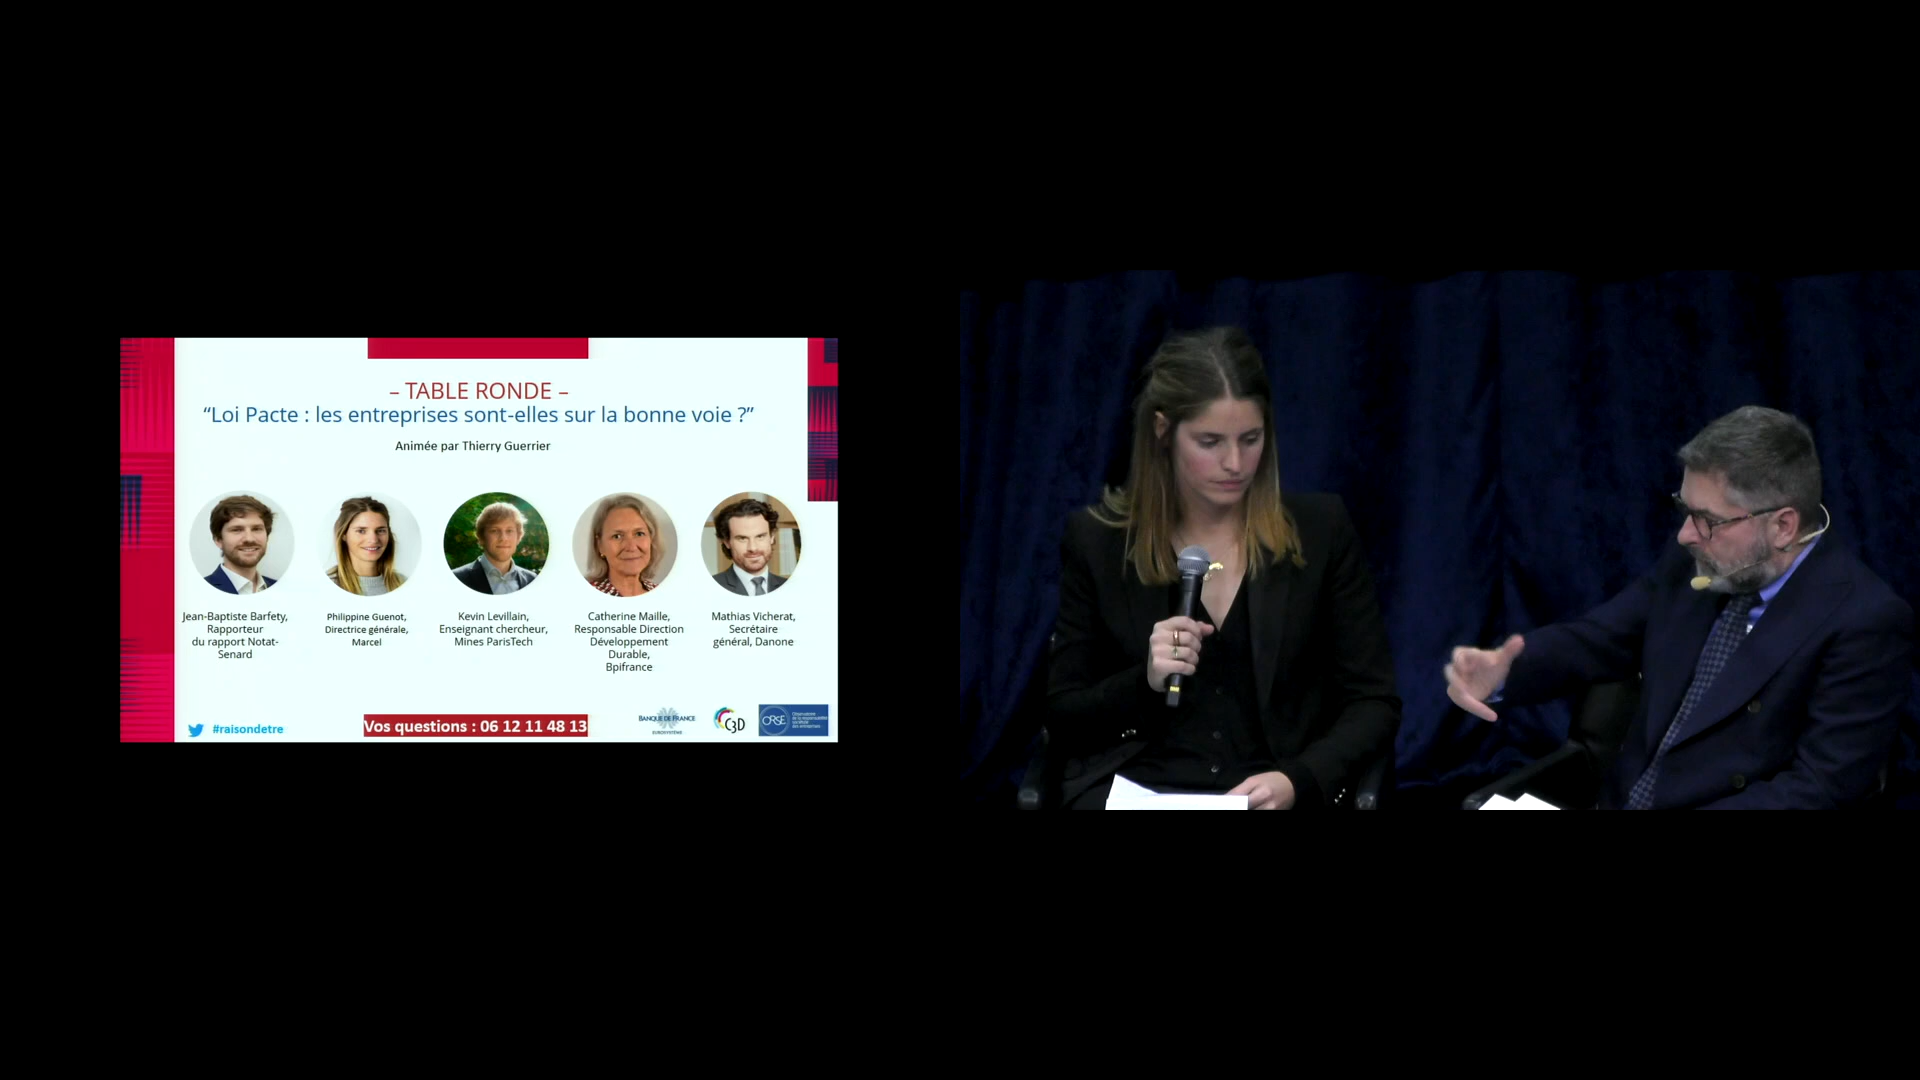 – TABLE RONDE –
“Loi Pacte : les entreprises sont-elles sur la bonne voie ?”
Animée par Thierry Guerrier
Jean-Baptiste Barfety,
Rapporteur
du rapport Notat-
Senard
Philippine Guenot,
Directrice générale,
Marcel
Kevin Levillain,
Enseignant chercheur,
Mines ParisTech
Catherine Maille,
Responsable Direction
Développement
Durable,
Bpifrance
Mathias Vicherat,
Secrétaire
général, Danone
#raisondetre
Vos questions : 06 12 11 48 13
BANQUE DE FRANCE
EUROSYSTÈME
C3D
ORSE